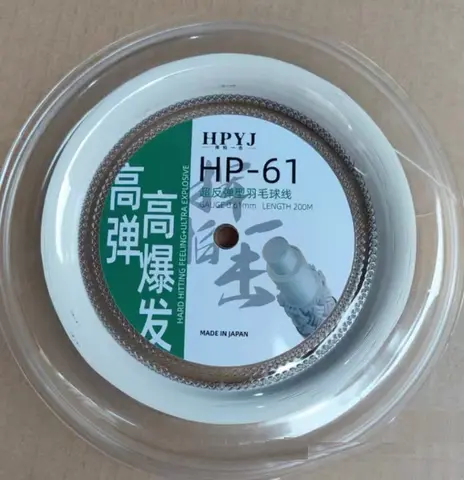 HPYJ
HP-61
超反弹型羽毛球线
GAUGE 0.61mm LENGTH 200M
高弹
高爆发
HARD HITTING FEELING+ULTRA EXPLOSIVE
MADE IN JAPAN